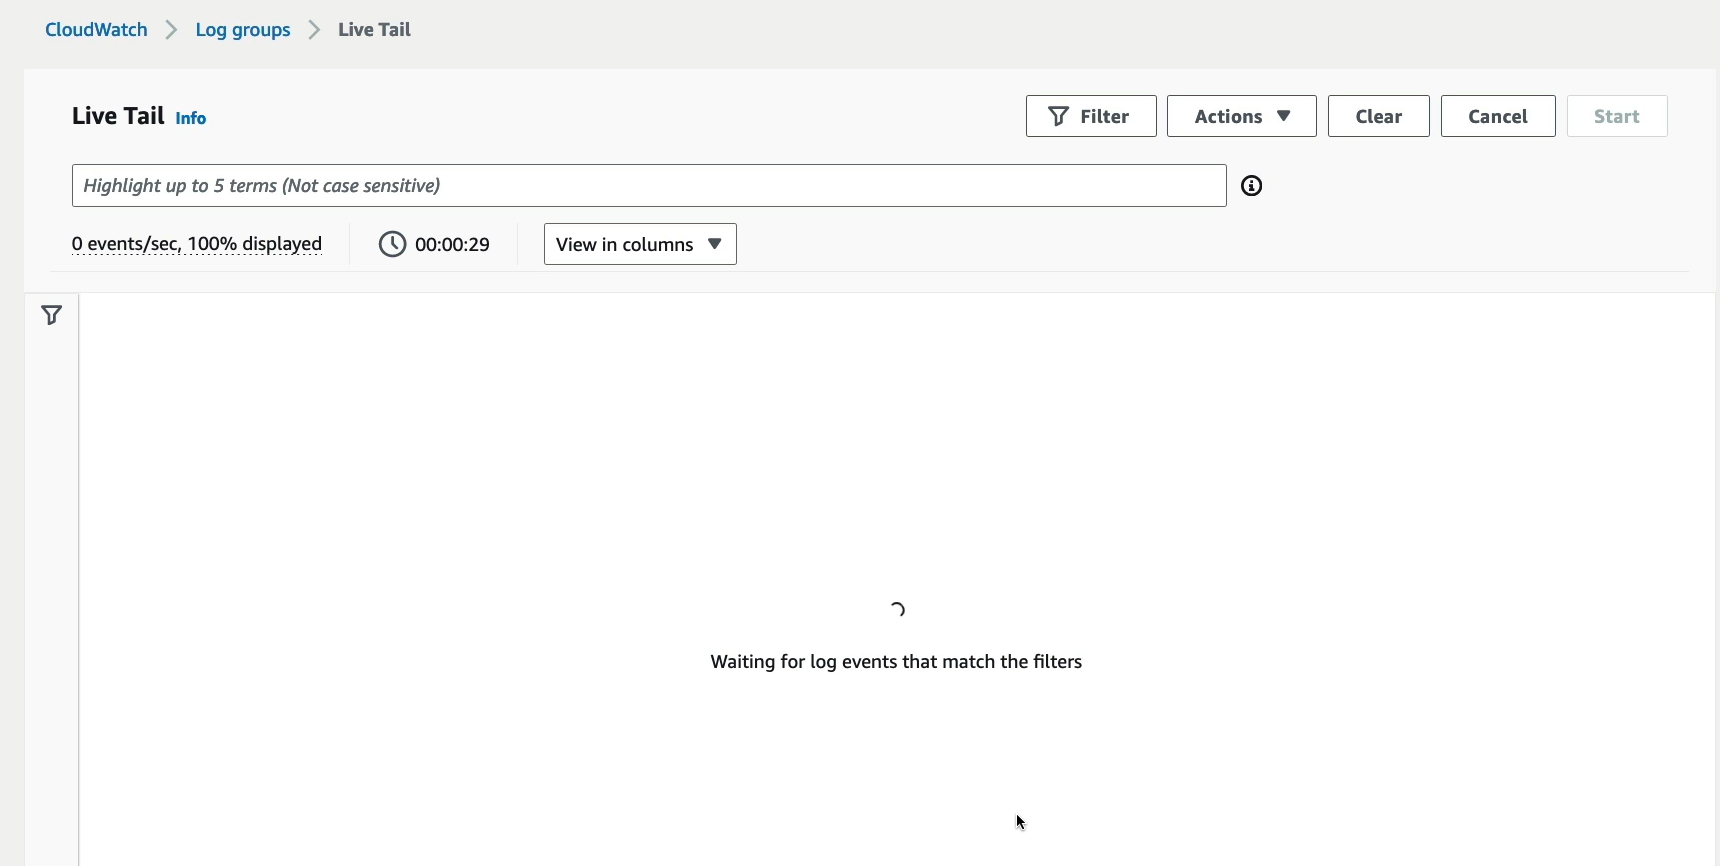 CloudWatch > Log groups > Live Tail
Live Tail Info
Filter Actions Clear Cancel Start
Highlight up to 5 terms (Not case sensitive)
0 events/sec, 100% displayed 00:00:29 View in columns
Waiting for log events that match the filters